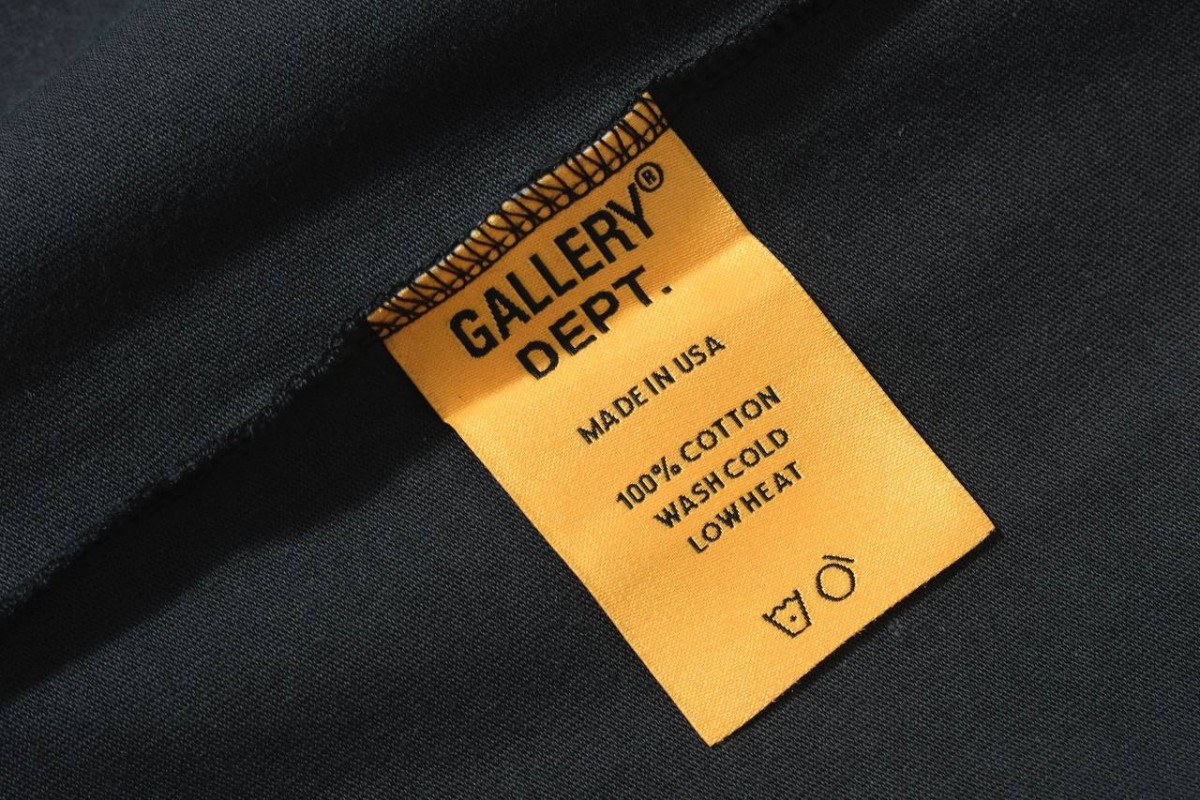 GALLERY®
DEPT.
MADE IN USA
100% COTTON
WASH COLD
LOW HEAT